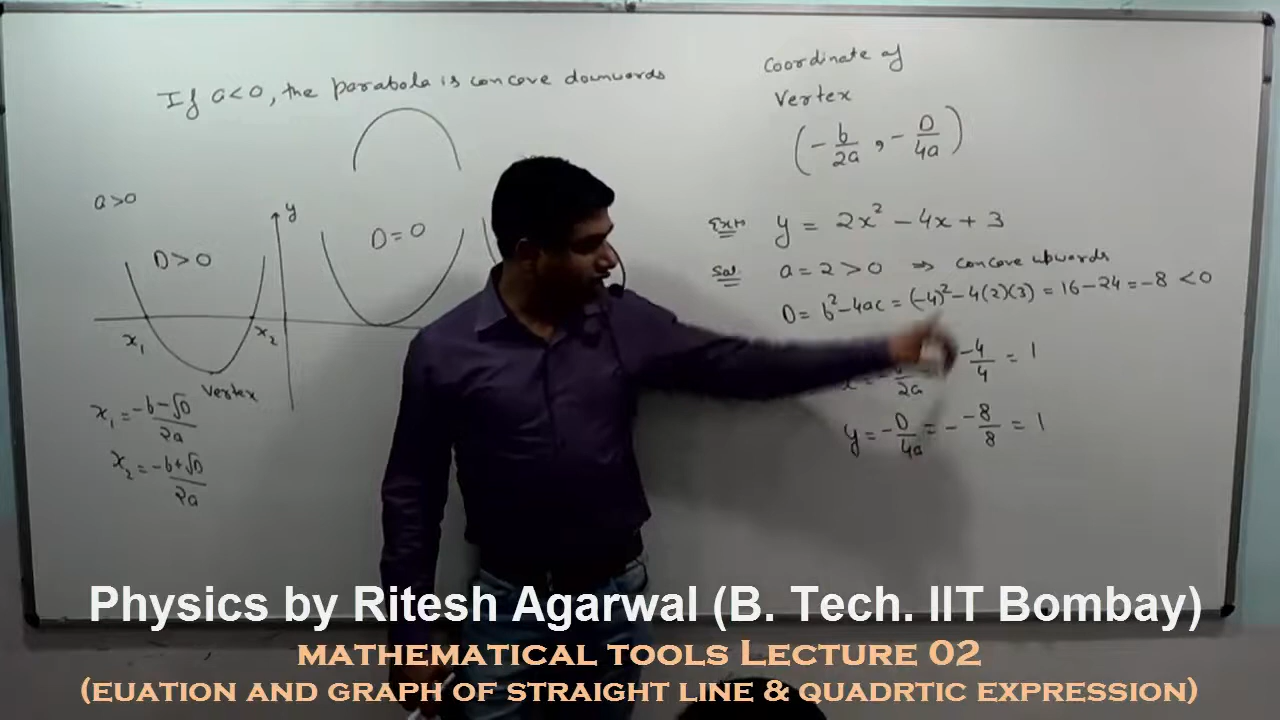 If a<0, the parabola is concave downwards
a>0
y
D>0
D=0
x₁
x₂
Vertex
x₁ = -b-√D/2a
x₂ = -b+√D/2a
Coordinate of
Vertex
(-b/2a, -D/4a)
Exm y = 2x² - 4x + 3
Sol. a = 2 > 0 ⇒ concave upwards
D = b² - 4ac = (-4)² - 4(2)(3) = 16 - 24 = -8 < 0
x = - /2a -4/4 = 1
y = -D/4a = - -8/8 = 1
Physics by Ritesh Agarwal (B. Tech. IIT Bombay)
MATHEMATICAL TOOLS LECTURE 02
(EUATION AND GRAPH OF STRAIGHT LINE & QUADRTIC EXPRESSION)